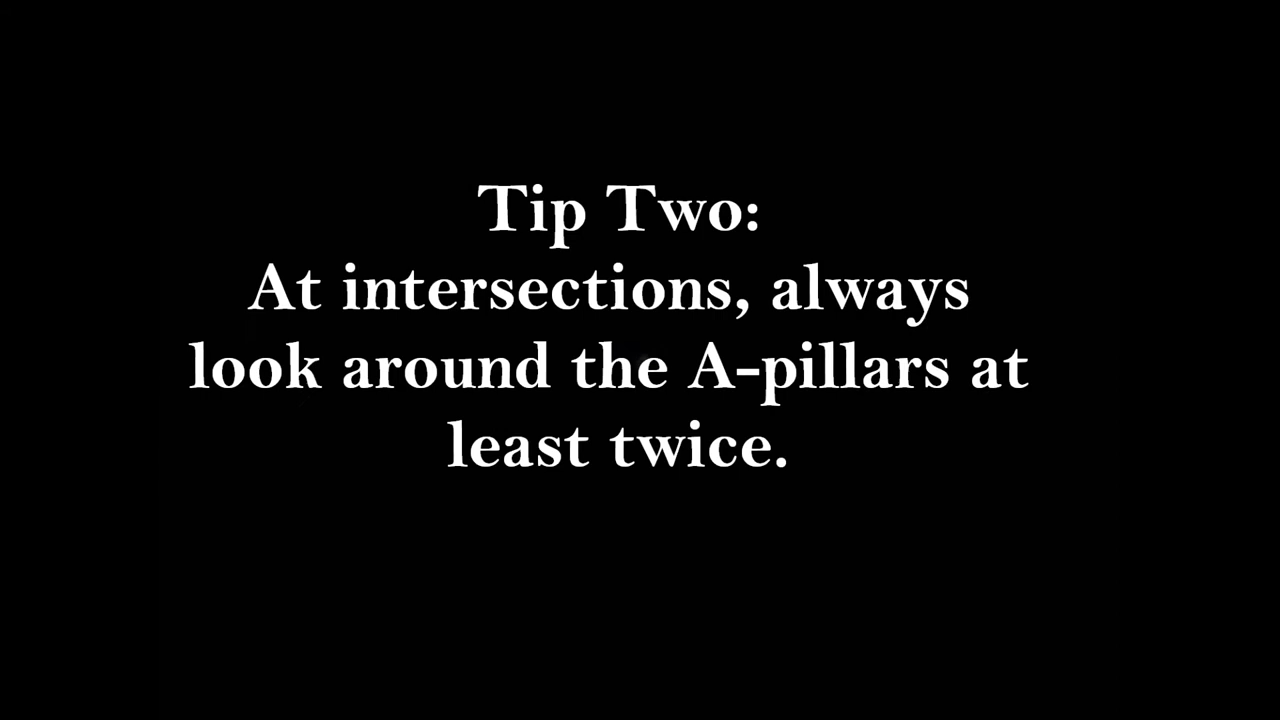 Tip Two:
At intersections, always
look around the A-pillars at
least twice.